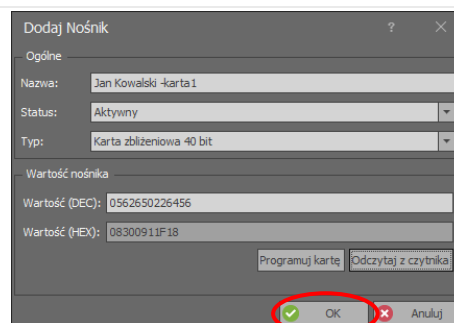 Dodaj Nośnik ?
Ogólne
Nazwa: Jan Kowalski -karta1
Status: Aktywny
Typ: Karta zbliżeniowa 40 bit
Wartość nośnika
Wartość (DEC): 0562650226456
Wartość (HEX): 08300911F18
Programuj kartę Odczytaj z czytnika
OK Anuluj